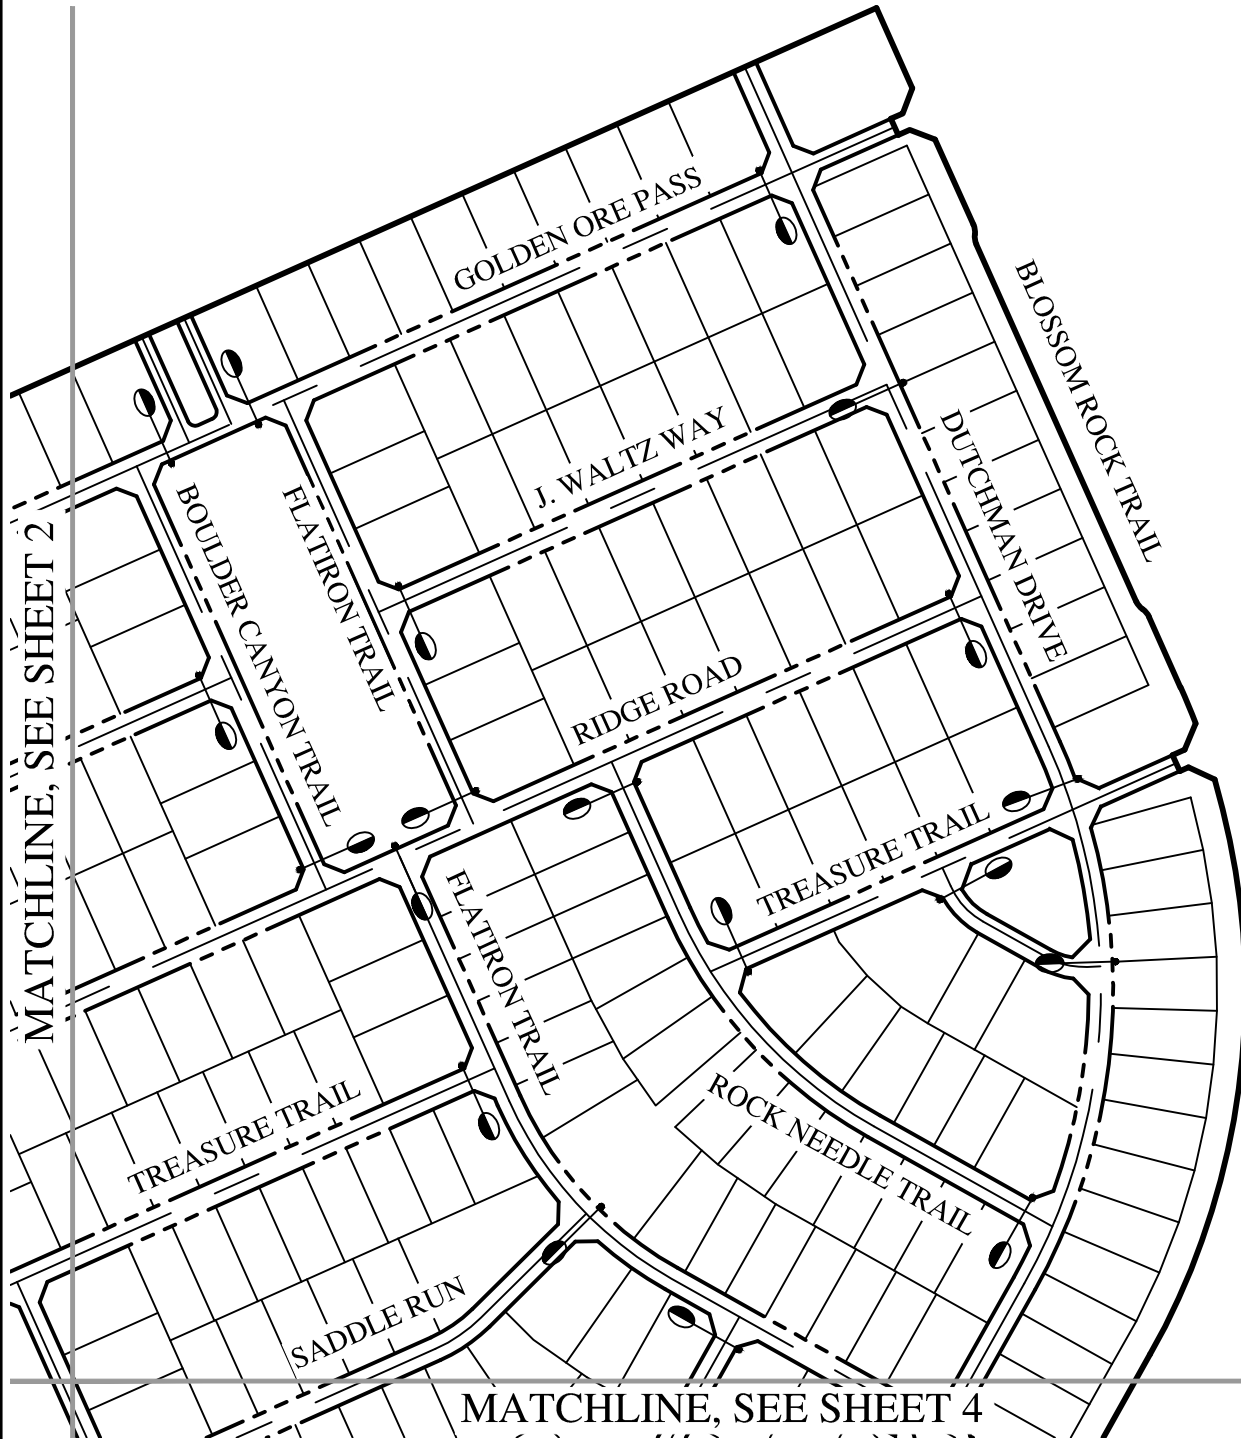 GOLDEN ORE PASS
BLOSSOM ROCK TRAIL
J. WALTZ WAY
DUTCHMAN DRIVE
BOULDER CANYON TRAIL
FLATIRON TRAIL
MATCHLINE, SEE SHEET 2
RIDGE ROAD
TREASURE TRAIL
FLATIRON TRAIL
ROCK NEEDLE TRAIL
TREASURE TRAIL
SADDLE RUN
MATCHLINE, SEE SHEET 4